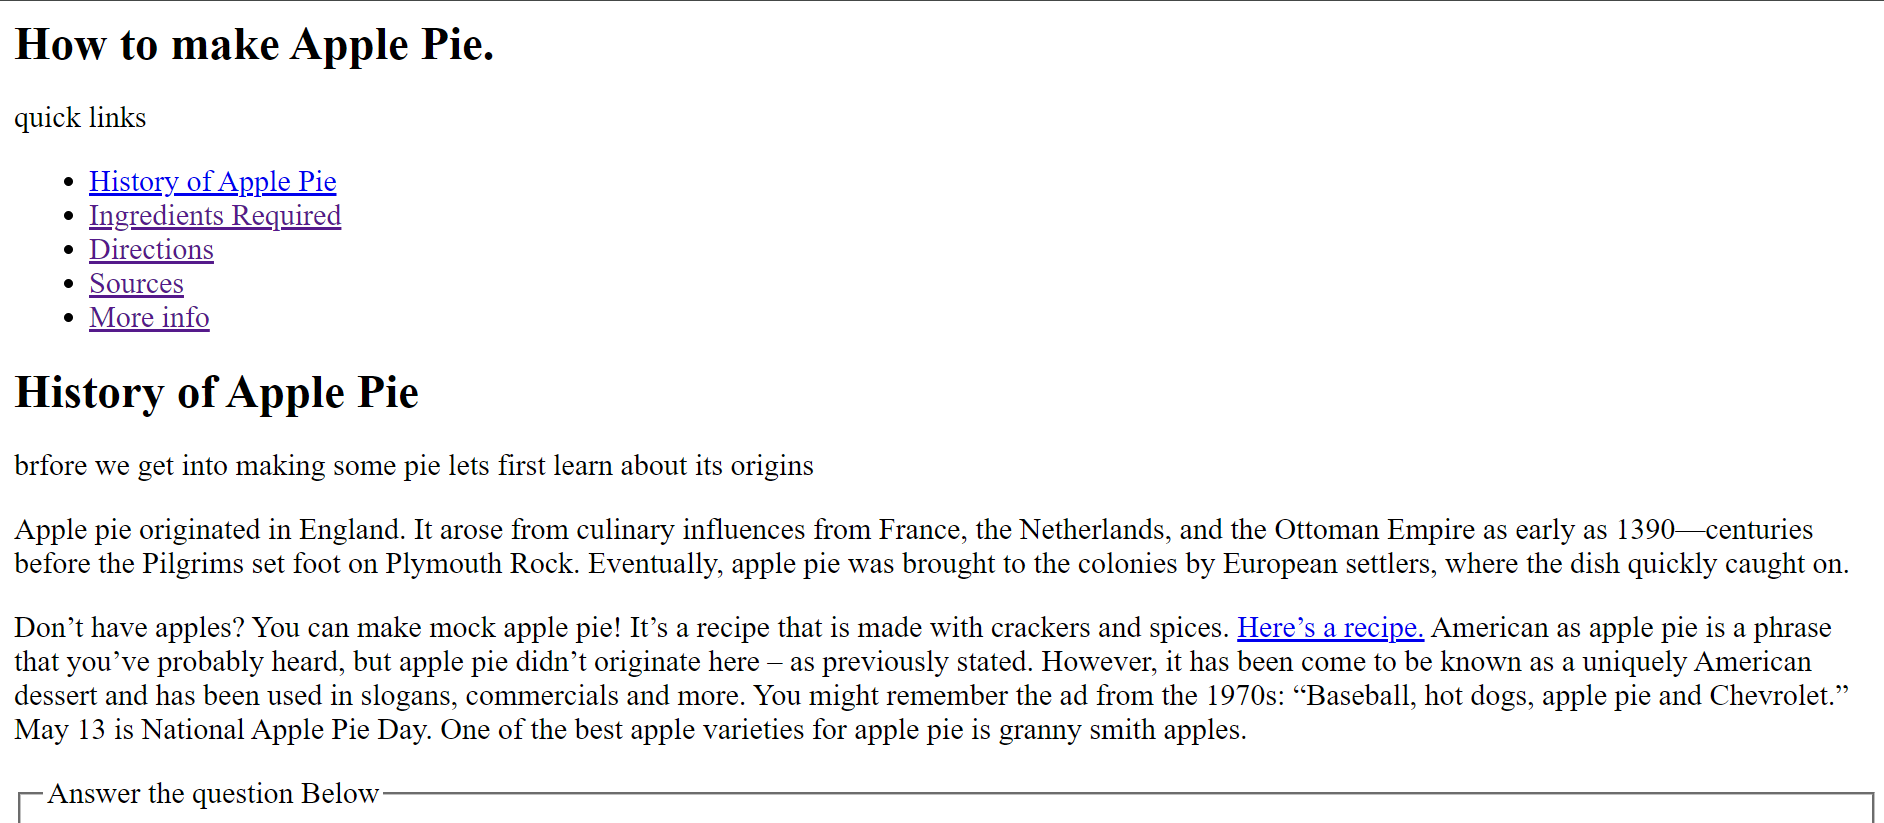 How to make Apple Pie.
quick links
History of Apple Pie
Ingredients Required
Directions
Sources
More info
History of Apple Pie
brfore we get into making some pie lets first learn about its origins
Apple pie originated in England. It arose from culinary influences from France, the Netherlands, and the Ottoman Empire as early as 1390—centuries
before the Pilgrims set foot on Plymouth Rock. Eventually, apple pie was brought to the colonies by European settlers, where the dish quickly caught on.
Don’t have apples? You can make mock apple pie! It’s a recipe that is made with crackers and spices. Here’s a recipe. American as apple pie is a phrase
that you’ve probably heard, but apple pie didn’t originate here – as previously stated. However, it has been come to be known as a uniquely American
dessert and has been used in slogans, commercials and more. You might remember the ad from the 1970s: “Baseball, hot dogs, apple pie and Chevrolet.”
May 13 is National Apple Pie Day. One of the best apple varieties for apple pie is granny smith apples.
Answer the question Below